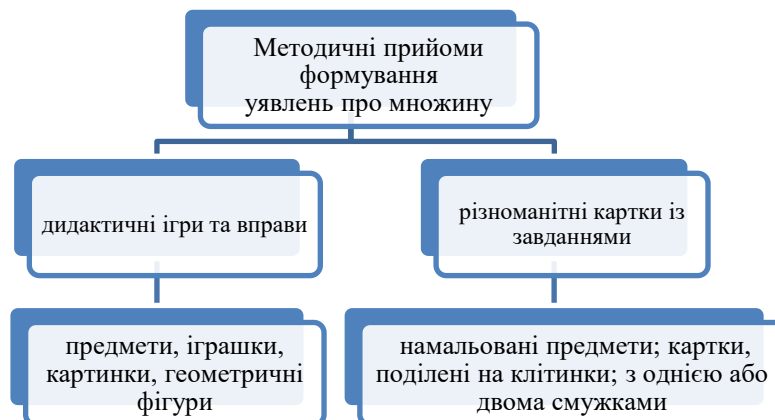 Методичні прийоми
формування
уявлень про множину
дидактичні ігри та вправи
різноманітні картки із
завданнями
предмети, іграшки,
картинки, геометричні
фігури
намальовані предмети; картки,
поділені на клітинки; з однією або
двома смужками